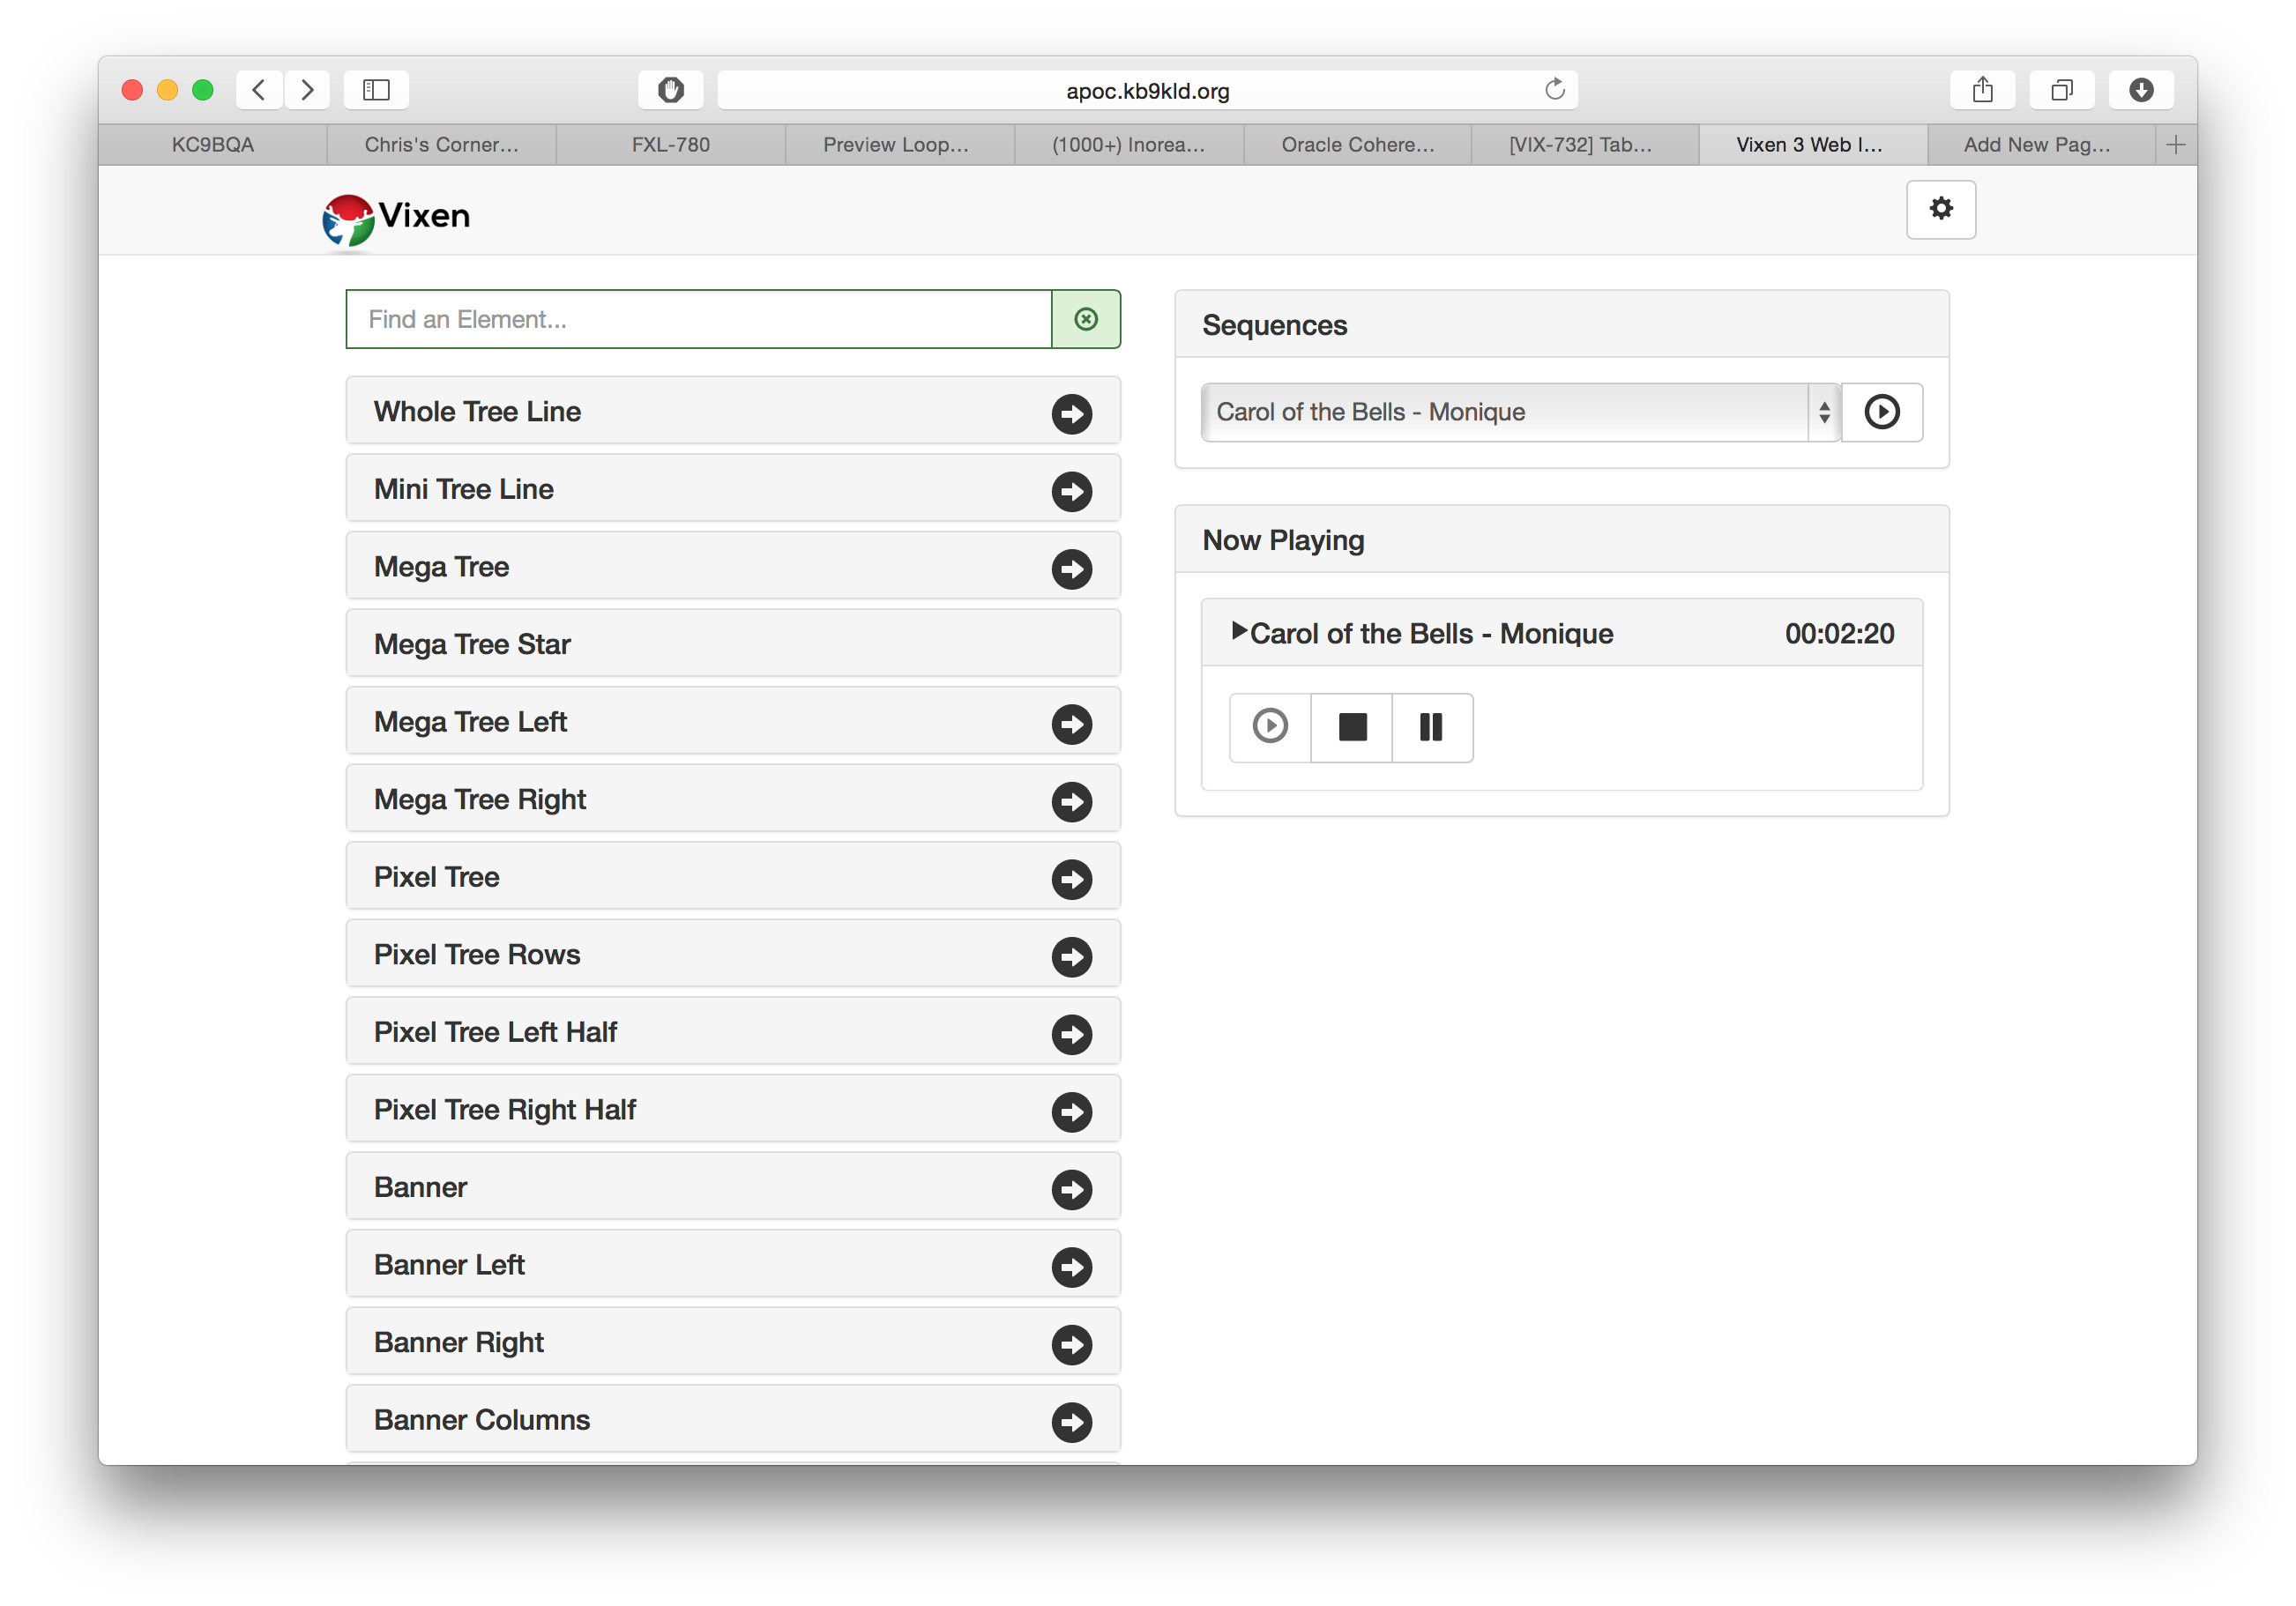 apoc.kb9kld.org
KC9BQA
Chris's Corner...
FXL-780
Preview Loop...
(1000+) Inorea...
Oracle Cohere...
[VIX-732] Tab...
Vixen 3 Web I...
Add New Pag...
Vixen
Find an Element...
Whole Tree Line
Mini Tree Line
Mega Tree
Mega Tree Star
Mega Tree Left
Mega Tree Right
Pixel Tree
Pixel Tree Rows
Pixel Tree Left Half
Pixel Tree Right Half
Banner
Banner Left
Banner Right
Banner Columns
Sequences
Carol of the Bells - Monique
Now Playing
Carol of the Bells - Monique 00:02:20